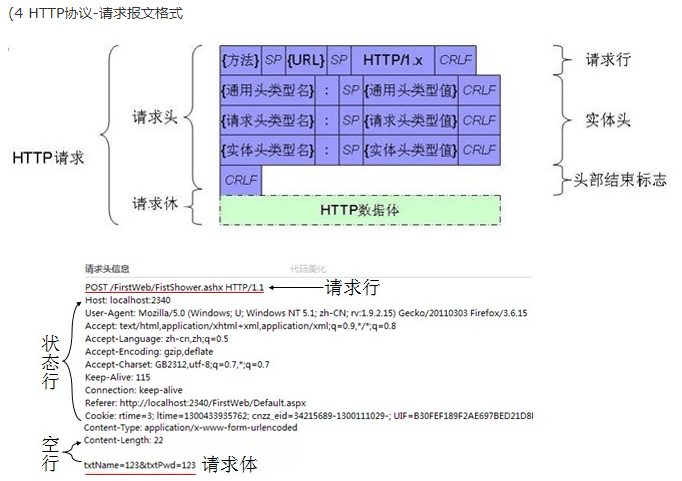 (4 HTTP协议-请求报文格式
{方法} SP {URL} SP HTTP/1.x CRLF
请求行
{通用头类型名} : SP {通用头类型值} CRLF
请求头
{请求头类型名} : SP {请求头类型值} CRLF
实体头
{实体头类型名} : SP {实体头类型值} CRLF
HTTP请求
CRLF
头部结束标志
请求体
HTTP数据体
请求头信息 代码美化
POST /FirstWeb/FistShower.ashx HTTP/1.1
请求行
Host: localhost:2340
User-Agent: Mozilla/5.0 (Windows; U; Windows NT 5.1; zh-CN; rv:1.9.2.15) Gecko/20110303 Firefox/3.6.15
Accept: text/html,application/xhtml+xml,application/xml;q=0.9,*/*;q=0.8
Accept-Language: zh-cn,zh;q=0.5
Accept-Encoding: gzip,deflate
Accept-Charset: GB2312,utf-8;q=0.7,*;q=0.7
状态行
Keep-Alive: 115
Connection: keep-alive
Referer: http://localhost:2340/FirstWeb/Default.aspx
Cookie: rtime=3; ltime=1300433935762; cnzz_eid=34215689-1300111029-; UIF=B30FEF189F2AE697BED21D8
Content-Type: application/x-www-form-urlencoded
Content-Length: 22
空行
txtName=123&txtPwd=123
请求体